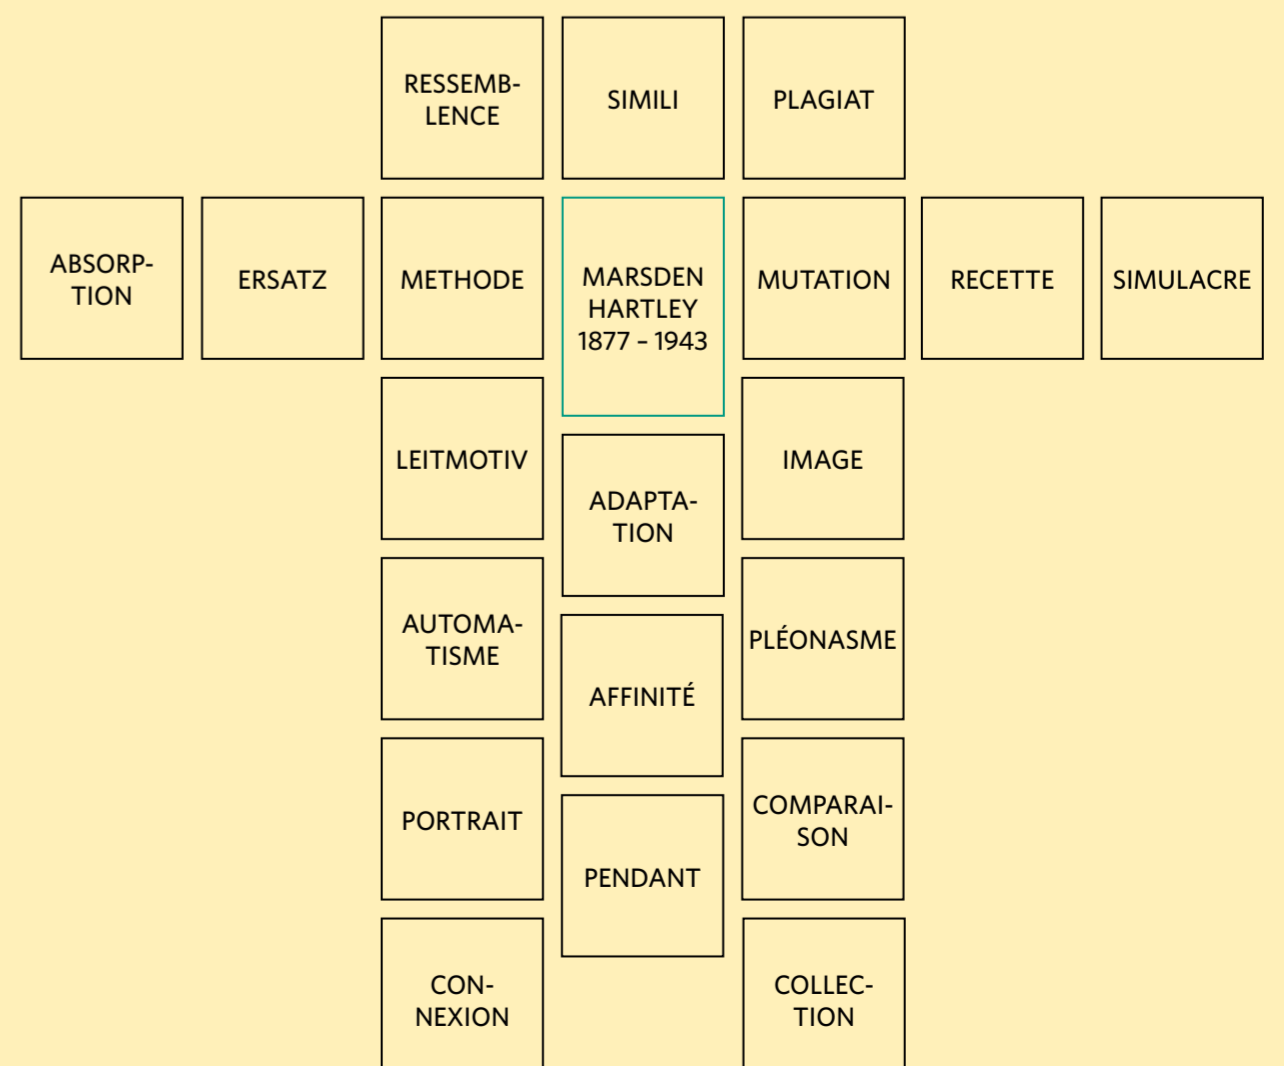 RESSEMB-
LENCE
SIMILI
PLAGIAT
ABSORP-
TION
ERSATZ
METHODE
MARSDEN
HARTLEY
1877 – 1943
MUTATION
RECETTE
SIMULACRE
LEITMOTIV
IMAGE
ADAPTA-
TION
AUTOMA-
TISME
PLÉONASME
AFFINITÉ
PORTRAIT
COMPARAI-
SON
PENDANT
CON-
NEXION
COLLEC-
TION